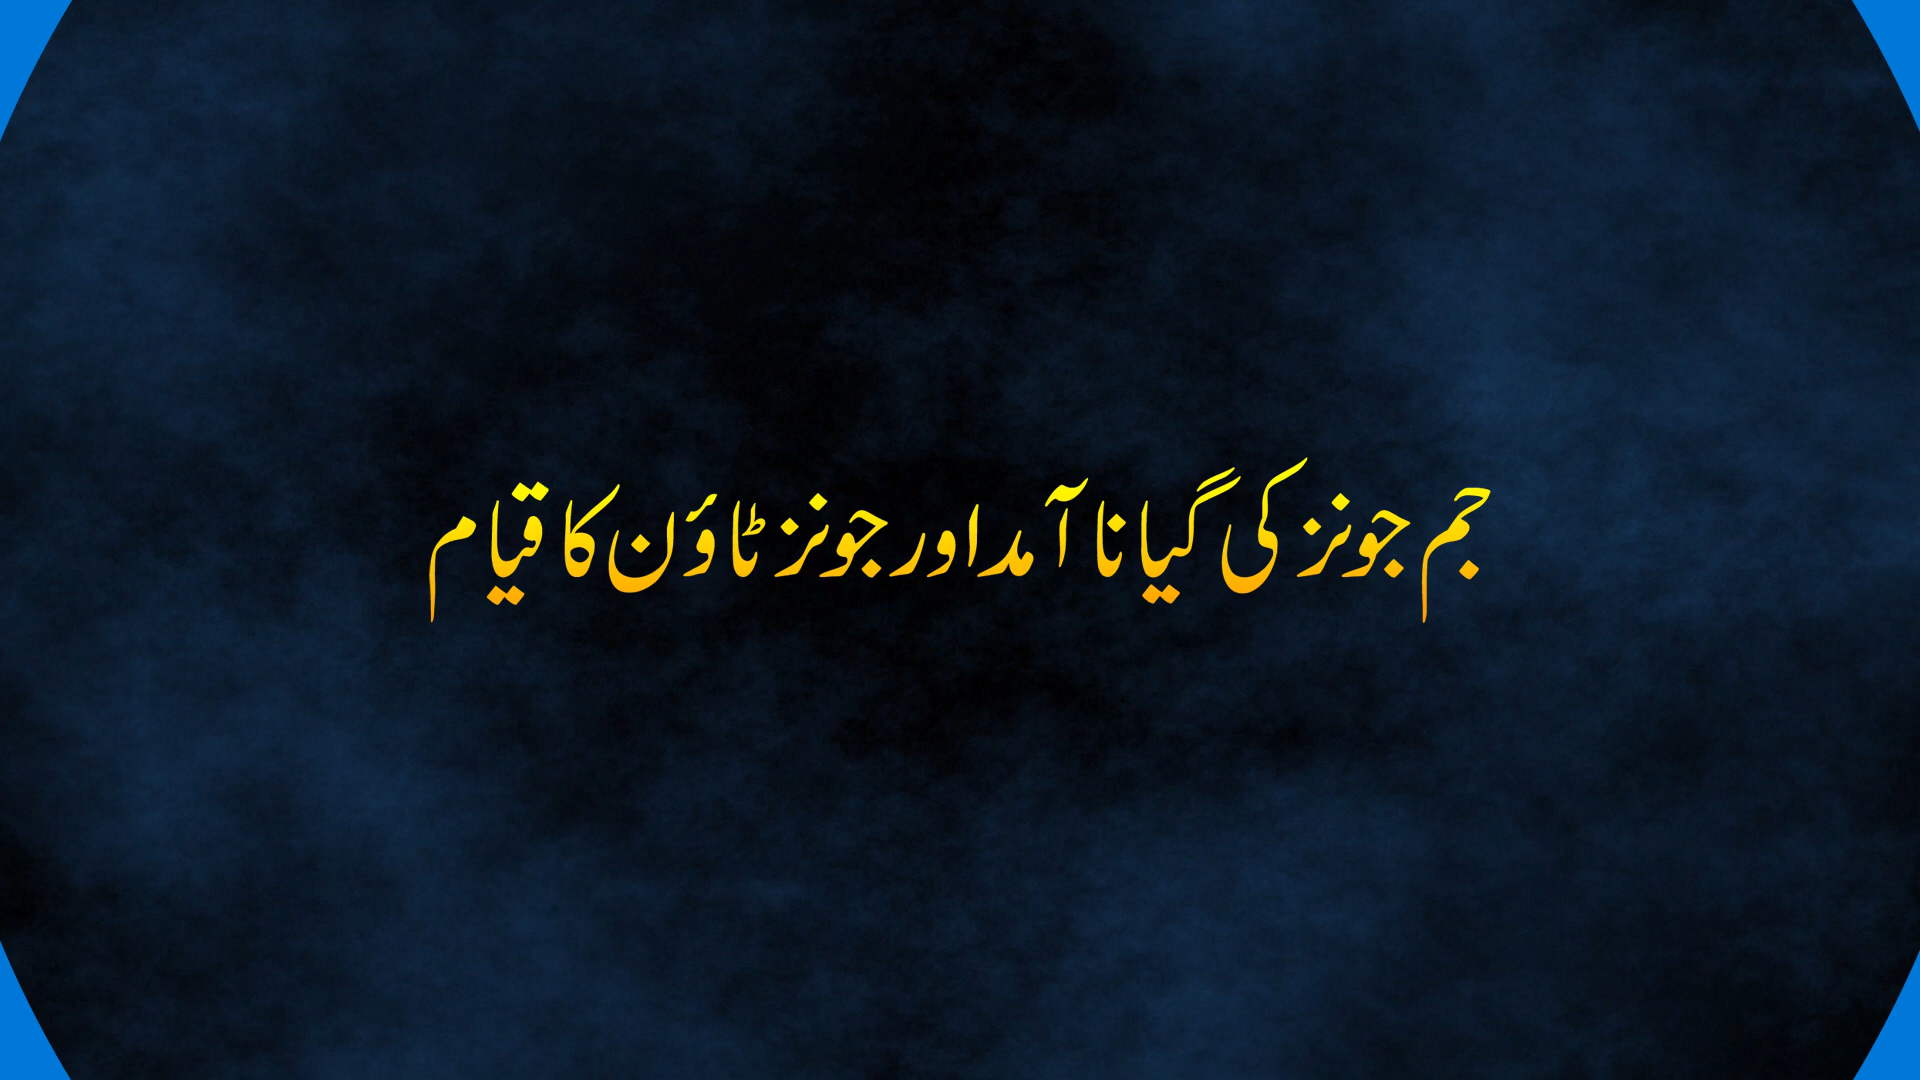 جم جونز کی گیانا آمد اور جونز ٹاؤن کا قیام